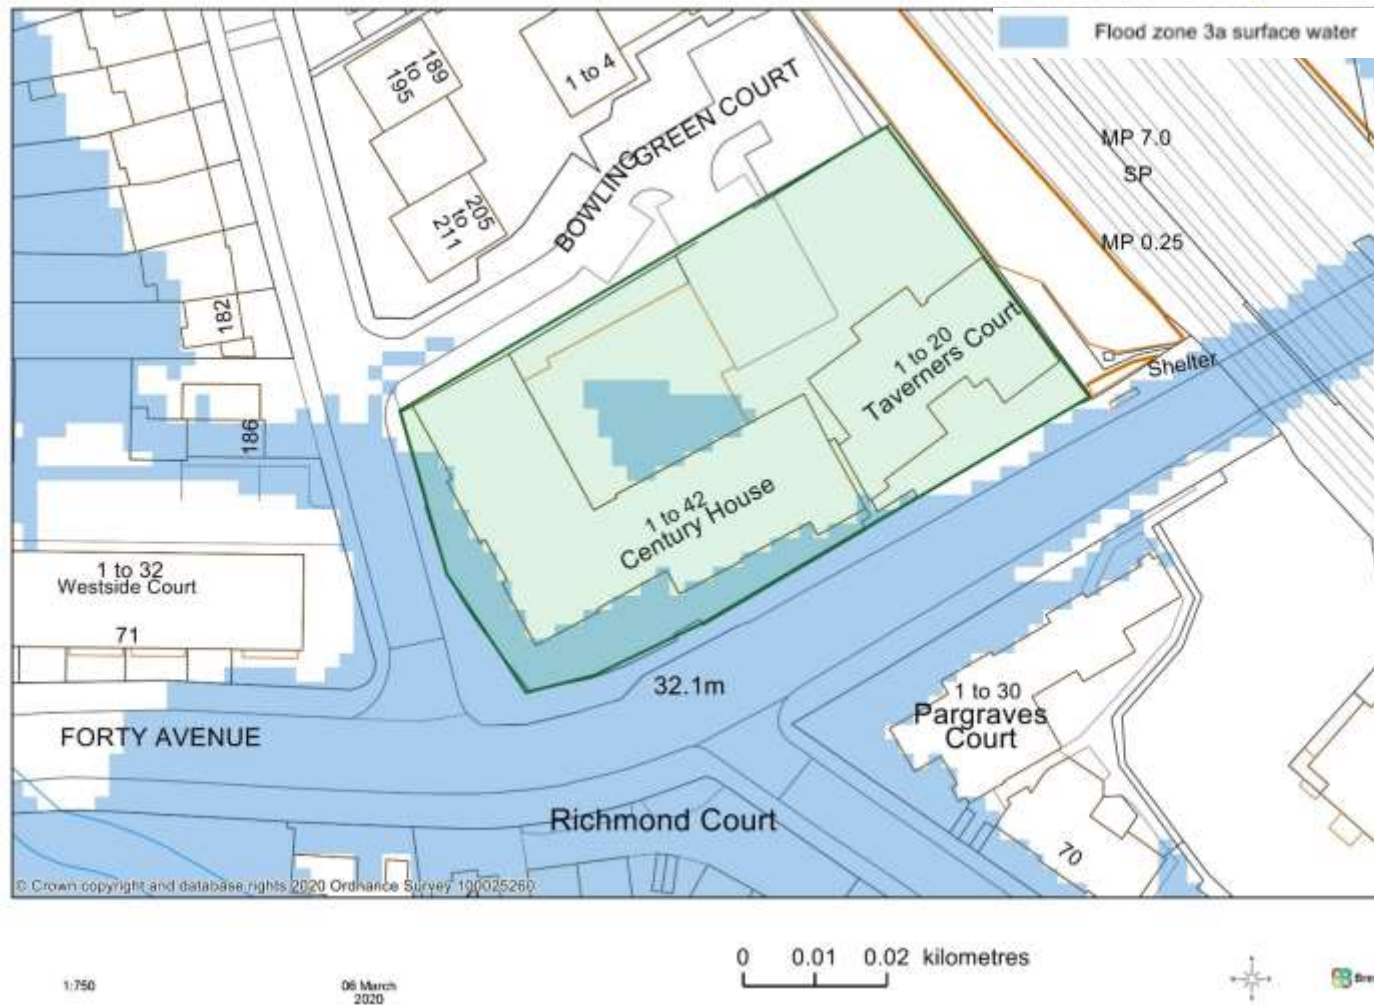 Flood zone 3a surface water
189
to
195
1 to 4
BOWLING GREEN COURT
MP 7.0
SP
MP 0.25
205
to
211
182
1 to 20
Taverners Court
Shelter
186
1 to 42
Century House
1 to 32
Westside Court
71
32.1m
1 to 30
Pargraves
Court
FORTY AVENUE
Richmond Court
70
© Crown copyright and database rights 2020 Ordnance Survey 100025260
0 0.01 0.02 kilometres
1:750
06 March
2020